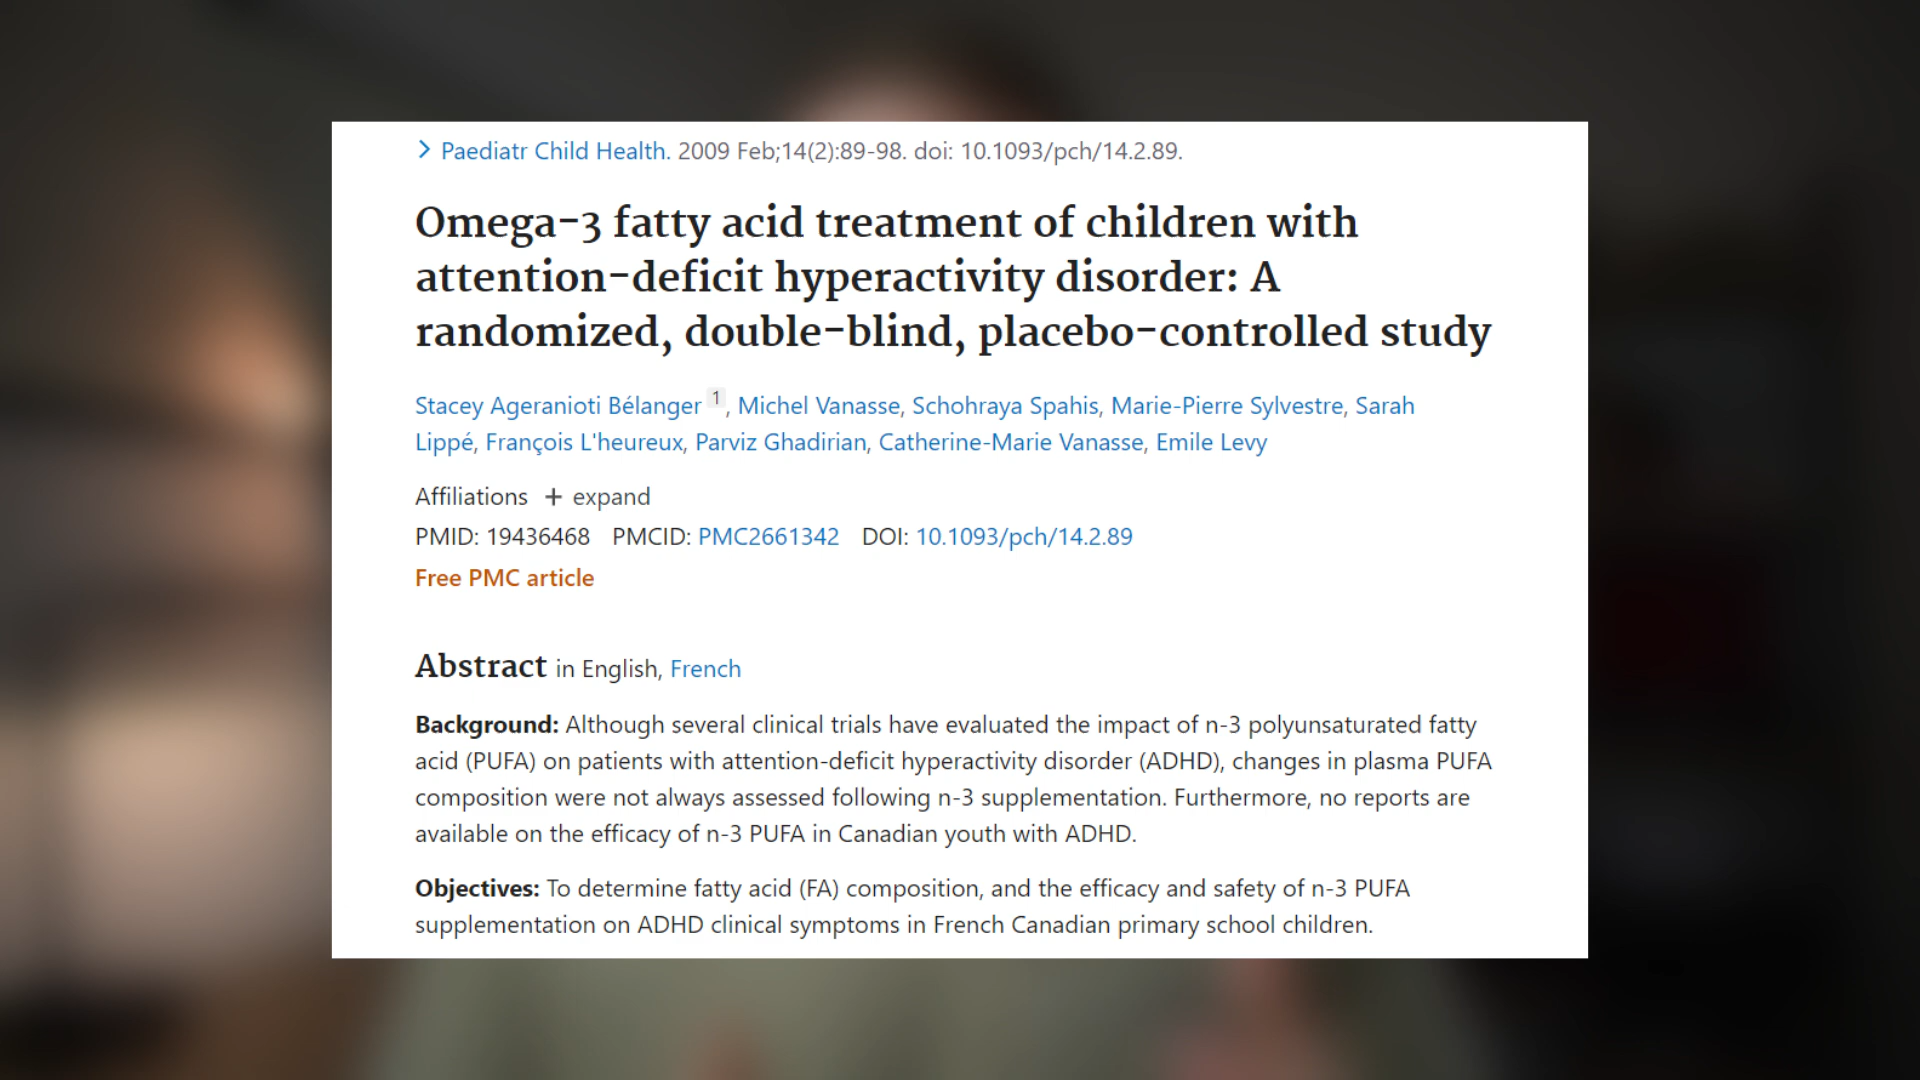 > Paediatr Child Health. 2009 Feb;14(2):89-98. doi: 10.1093/pch/14.2.89.
Omega-3 fatty acid treatment of children with
attention-deficit hyperactivity disorder: A
randomized, double-blind, placebo-controlled study
Stacey Ageranioti Bélanger 1, Michel Vanasse, Schohraya Spahis, Marie-Pierre Sylvestre, Sarah
Lippé, François L'heureux, Parviz Ghadirian, Catherine-Marie Vanasse, Emile Levy
Affiliations + expand
PMID: 19436468 PMCID: PMC2661342 DOI: 10.1093/pch/14.2.89
Free PMC article
Abstract in English, French
Background: Although several clinical trials have evaluated the impact of n-3 polyunsaturated fatty
acid (PUFA) on patients with attention-deficit hyperactivity disorder (ADHD), changes in plasma PUFA
composition were not always assessed following n-3 supplementation. Furthermore, no reports are
available on the efficacy of n-3 PUFA in Canadian youth with ADHD.
Objectives: To determine fatty acid (FA) composition, and the efficacy and safety of n-3 PUFA
supplementation on ADHD clinical symptoms in French Canadian primary school children.